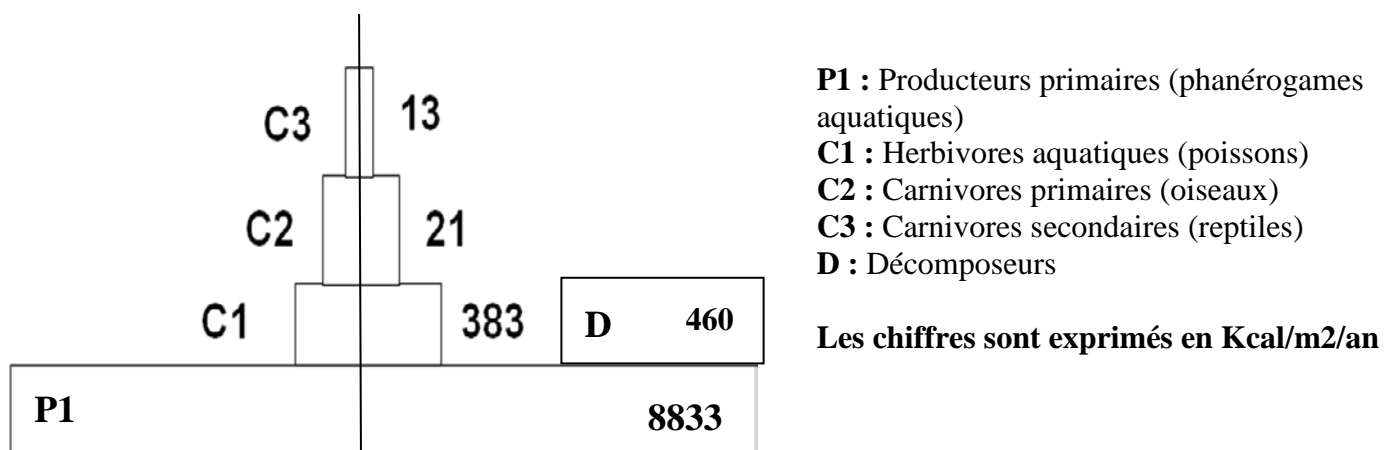 C3 13
C2 21
C1 383
D 460
P1 8833
P1 : Producteurs primaires (phanérogames
aquatiques)
C1 : Herbivores aquatiques (poissons)
C2 : Carnivores primaires (oiseaux)
C3 : Carnivores secondaires (reptiles)
D : Décomposeurs
Les chiffres sont exprimés en Kcal/m2/an